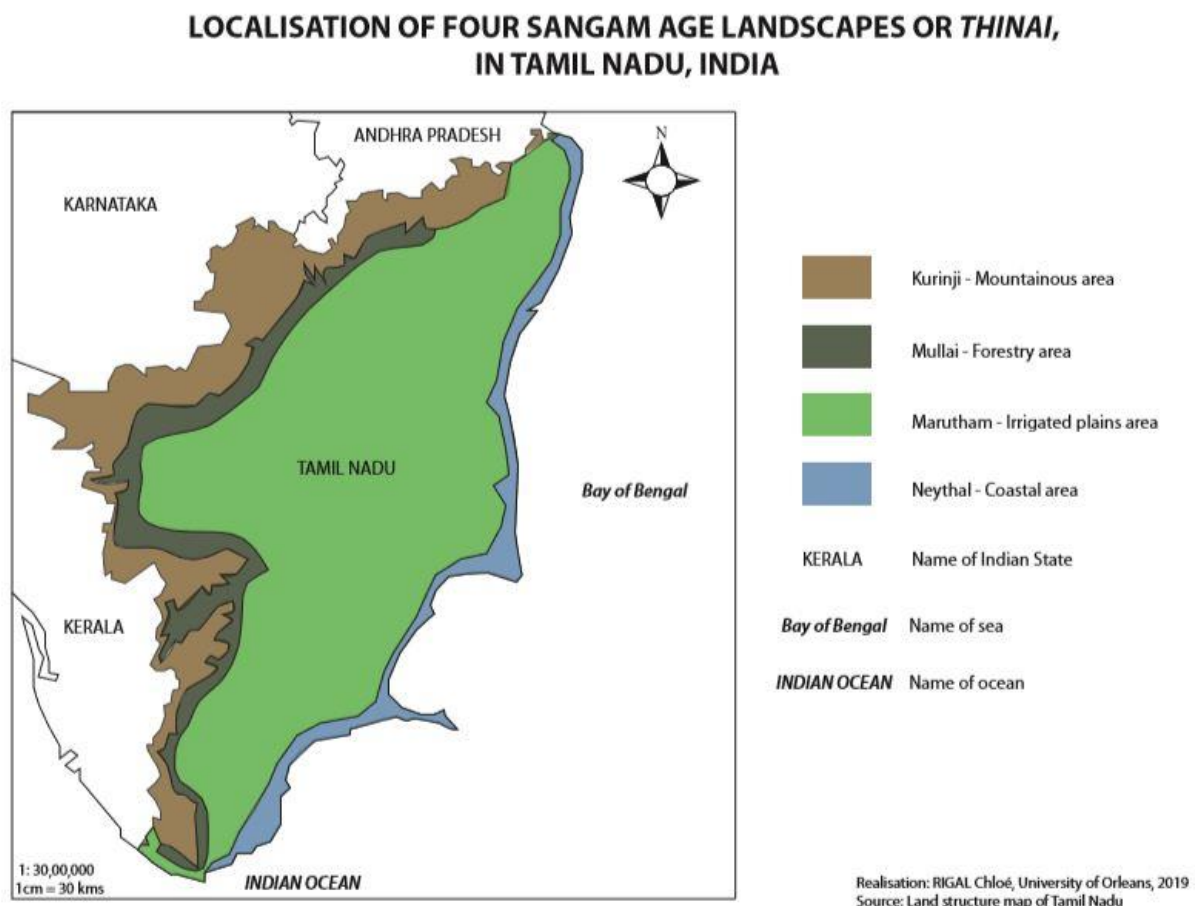 LOCALISATION OF FOUR SANGAM AGE LANDSCAPES OR THINAI,
IN TAMIL NADU, INDIA
ANDHRA PRADESH
N
KARNATAKA
TAMIL NADU
Bay of Bengal
KERALA
1: 30,00,000
1cm = 30 kms
INDIAN OCEAN
Kurinji - Mountainous area
Mullai - Forestry area
Marutham - Irrigated plains area
Neythal - Coastal area
KERALA Name of Indian State
Bay of Bengal Name of sea
INDIAN OCEAN Name of ocean
Realisation: RIGAL Chloé, University of Orleans, 2019
Source: Land structure map of Tamil Nadu